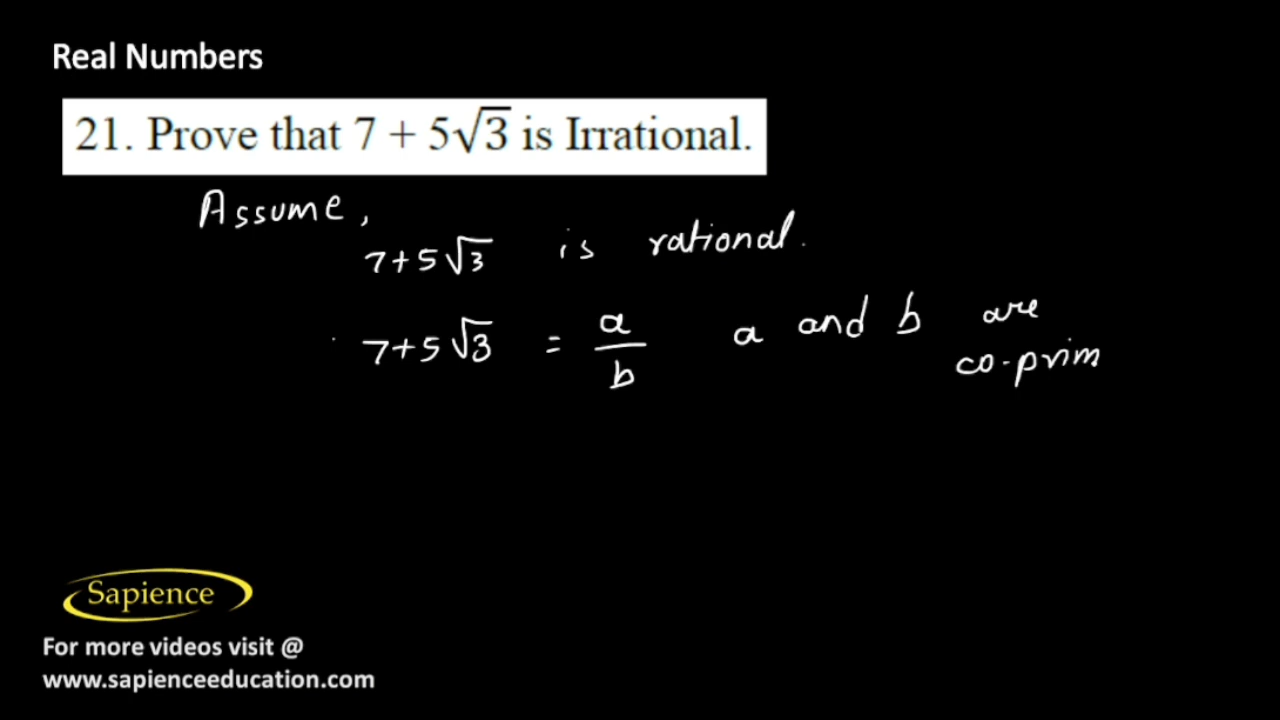 Real Numbers
21. Prove that 7 + 5√3 is Irrational.
Assume,
7+5√3 is rational.
7+5√3 = a/b a and b are
co-prim
Sapience
For more videos visit @
www.sapienceeducation.com